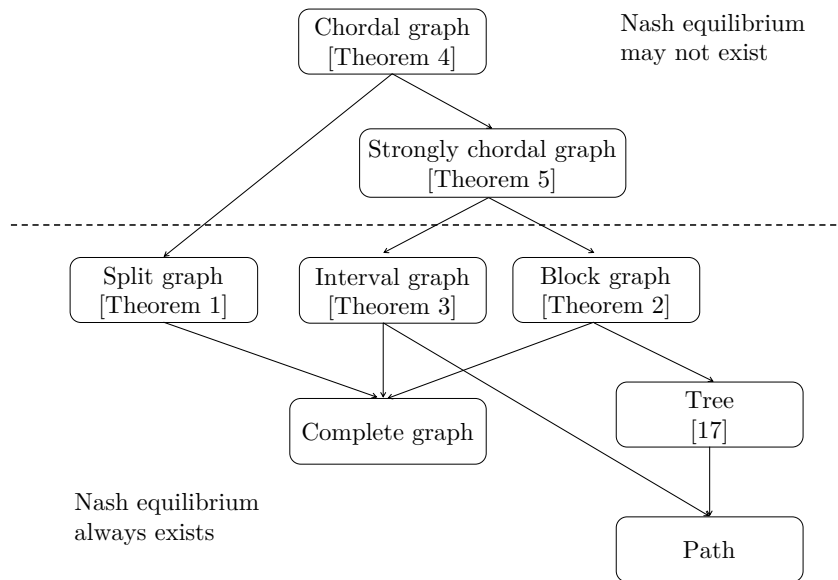 Chordal graph
[Theorem 4]
Nash equilibrium
may not exist
Strongly chordal graph
[Theorem 5]
Split graph
[Theorem 1]
Interval graph
[Theorem 3]
Block graph
[Theorem 2]
Complete graph
Tree
[17]
Nash equilibrium
always exists
Path